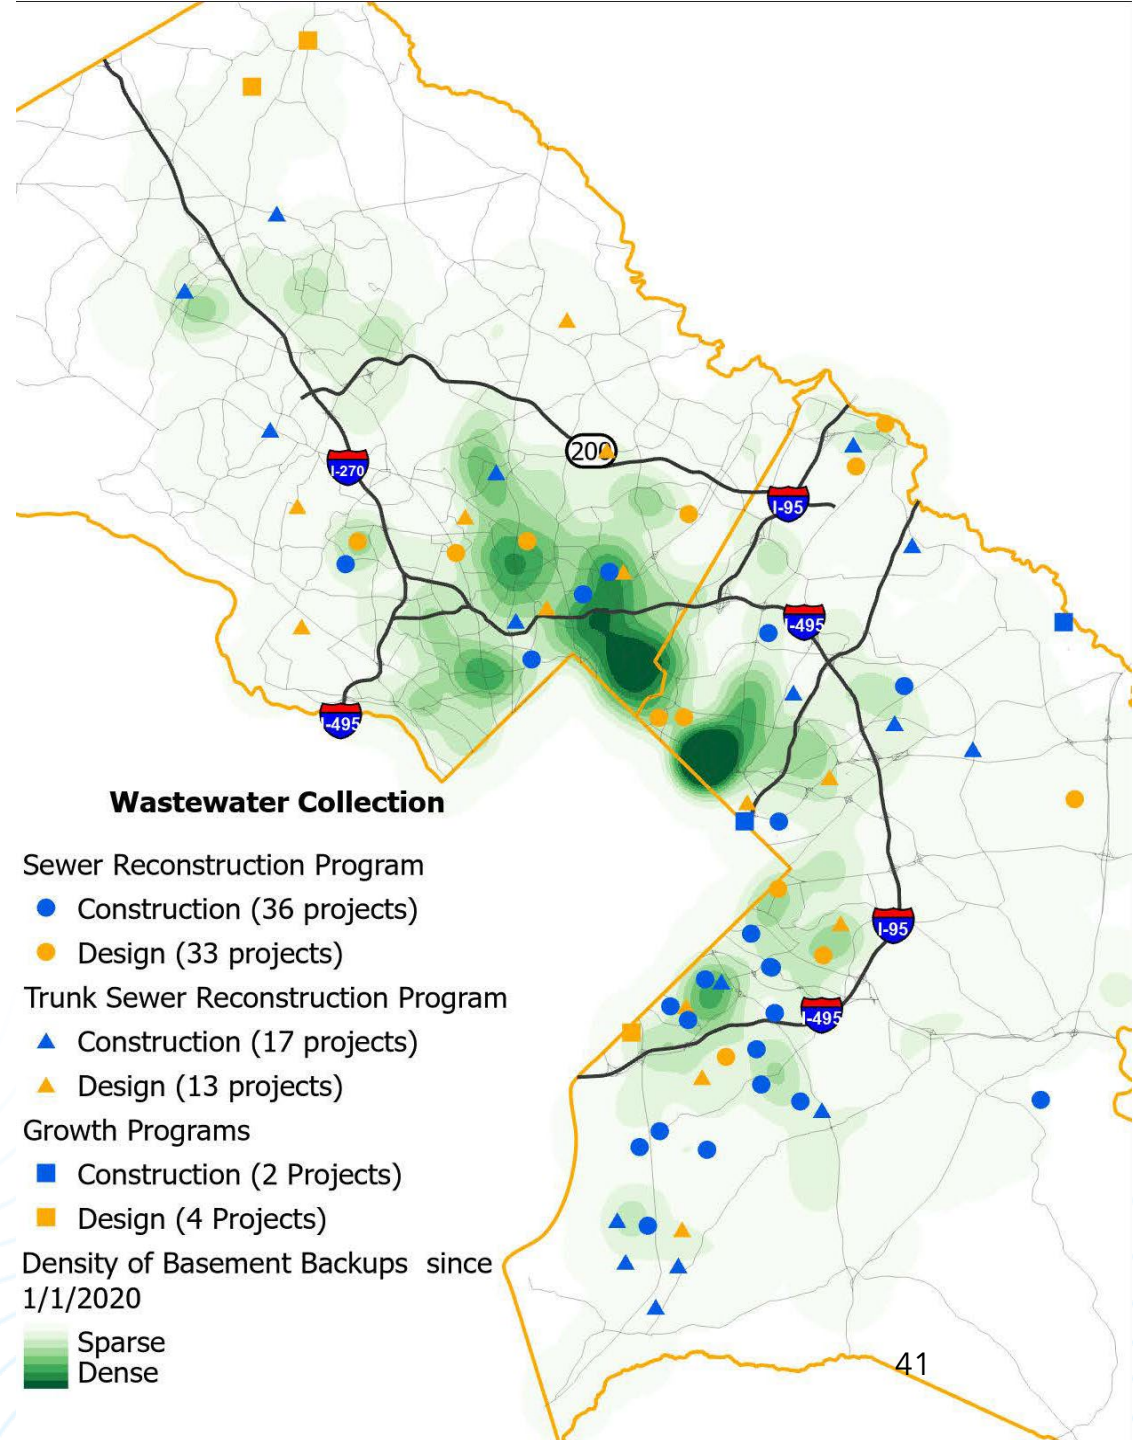 200
I-95
I-270
I-495
I-495
Wastewater Collection
Sewer Reconstruction Program
Construction (36 projects)
Design (33 projects)
I-95
Trunk Sewer Reconstruction Program
I-495
Construction (17 projects)
Design (13 projects)
Growth Programs
Construction (2 Projects)
Design (4 Projects)
Density of Basement Backups since
1/1/2020
Sparse
Dense
41